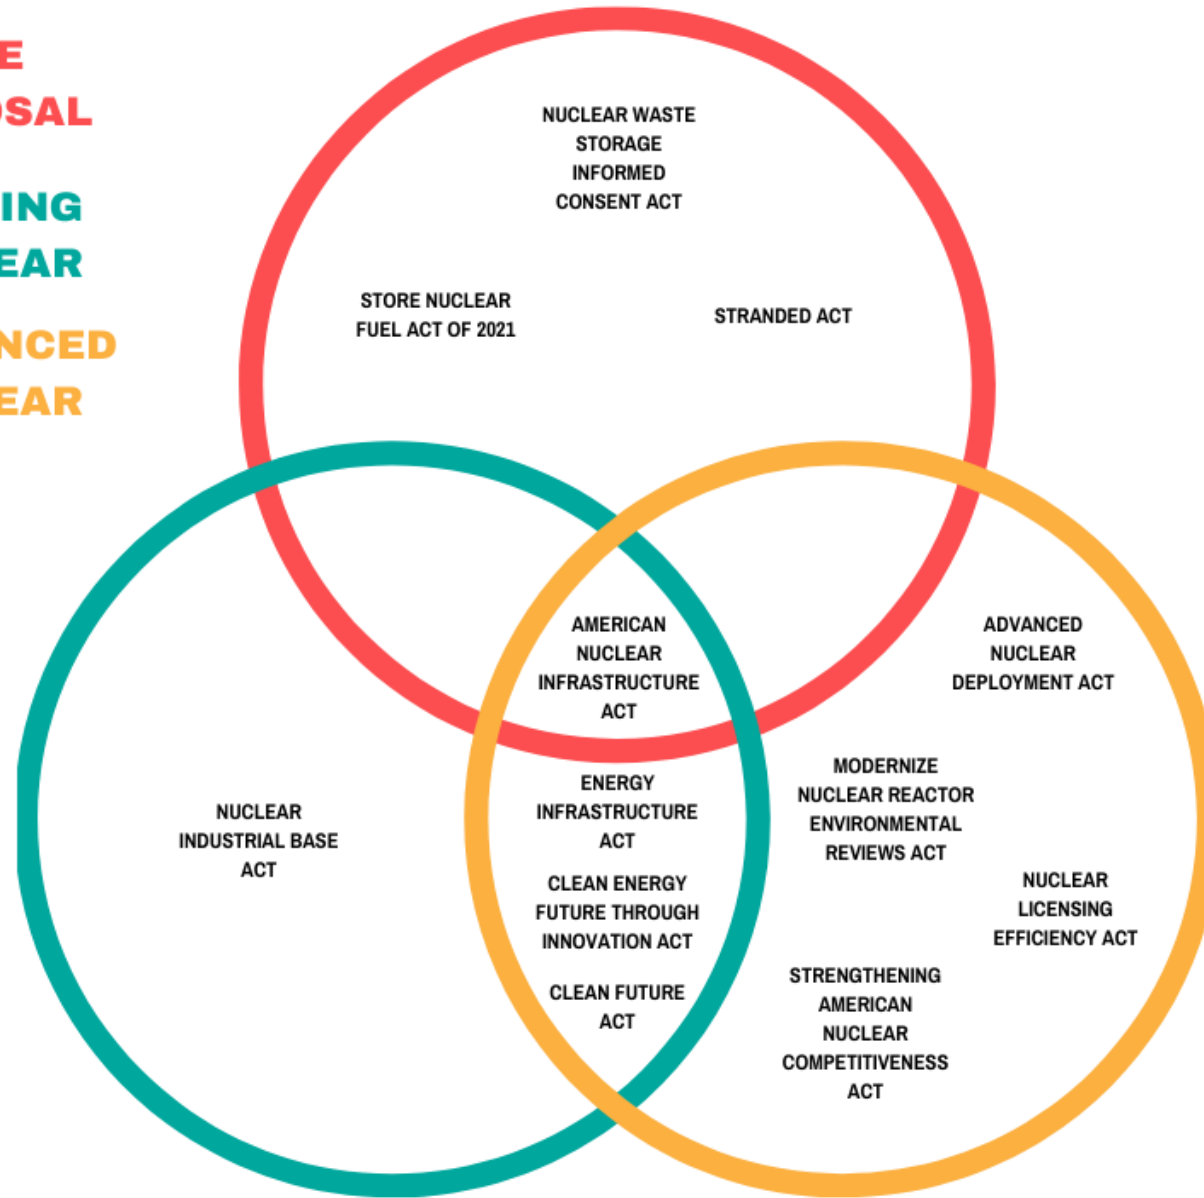 E
OSAL
ING
EAR
NCED
EAR
NUCLEAR WASTE
STORAGE
INFORMED
CONSENT ACT
STORE NUCLEAR
FUEL ACT OF 2021
STRANDED ACT
AMERICAN
NUCLEAR
INFRASTRUCTURE
ACT
ADVANCED
NUCLEAR
DEPLOYMENT ACT
NUCLEAR
INDUSTRIAL BASE
ACT
ENERGY
INFRASTRUCTURE
ACT
CLEAN ENERGY
FUTURE THROUGH
INNOVATION ACT
CLEAN FUTURE
ACT
MODERNIZE
NUCLEAR REACTOR
ENVIRONMENTAL
REVIEWS ACT
NUCLEAR
LICENSING
EFFICIENCY ACT
STRENGTHENING
AMERICAN
NUCLEAR
COMPETITIVENESS
ACT